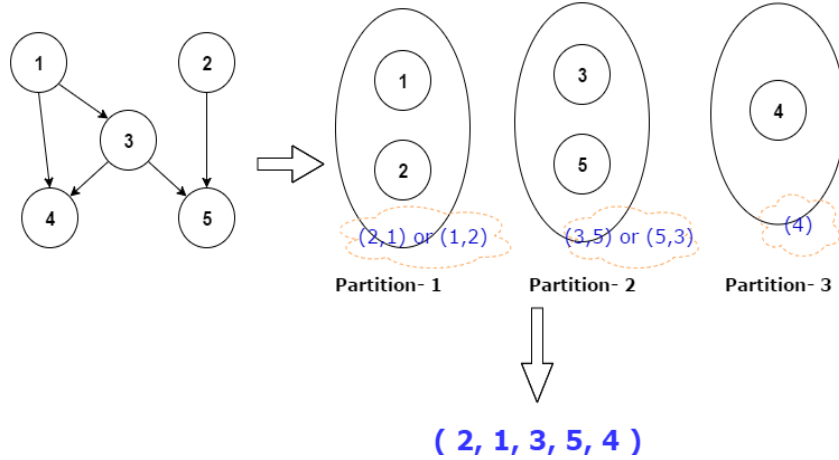 1
2
3
4
5
1
2
(2,1) or (1,2)
Partition- 1
3
5
(3,5) or (5,3)
Partition- 2
4
(4)
Partition- 3
( 2, 1, 3, 5, 4 )